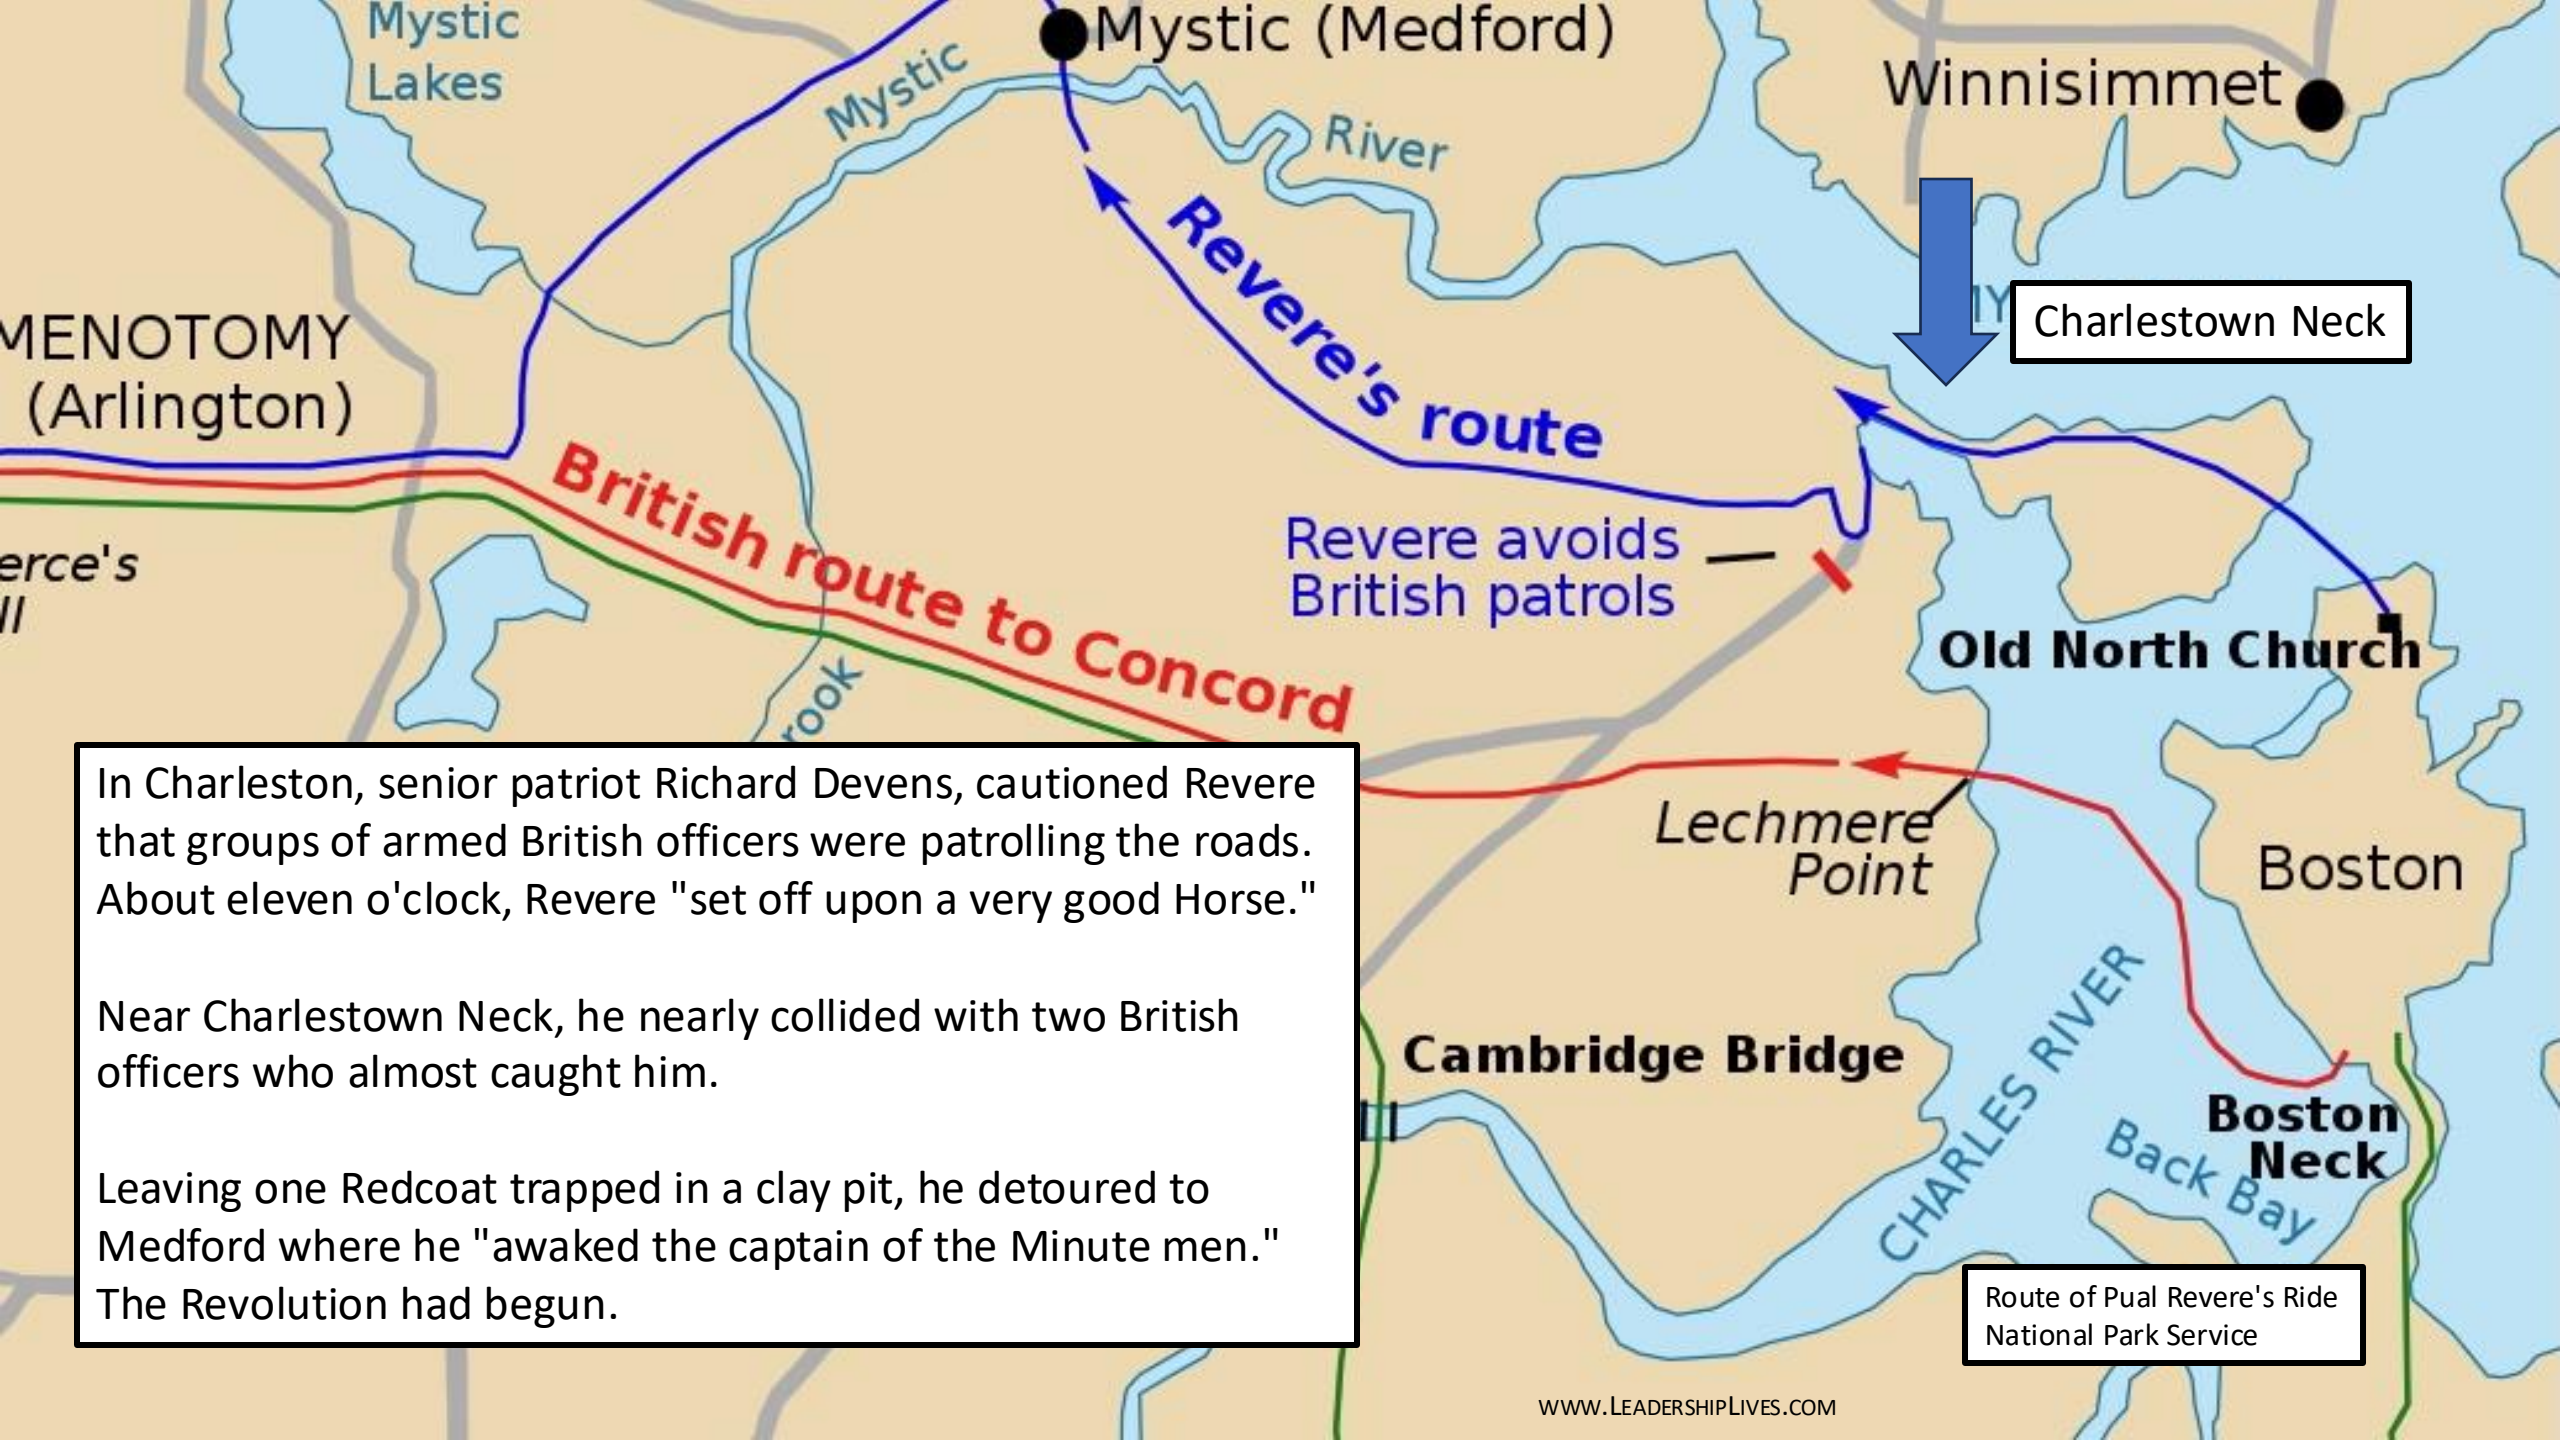 Mystic
Lakes
Mystic (Medford)
Mystic
River
Winnisimmet
MY
Charlestown Neck
Revere's route
MENOTOMY
(Arlington)
British route to Concord
Revere avoids
British patrols
erce's
ll
rook
Old North Church
In Charleston, senior patriot Richard Devens, cautioned Revere
that groups of armed British officers were patrolling the roads.
About eleven o'clock, Revere "set off upon a very good Horse."
Near Charlestown Neck, he nearly collided with two British
officers who almost caught him.
Leaving one Redcoat trapped in a clay pit, he detoured to
Medford where he "awaked the captain of the Minute men."
The Revolution had begun.
Lechmere
Point
Boston
Cambridge Bridge
CHARLES RIVER
Boston
Neck
Back Bay
Route of Pual Revere's Ride
National Park Service
WWW.LEADERSHIPLIVES.COM